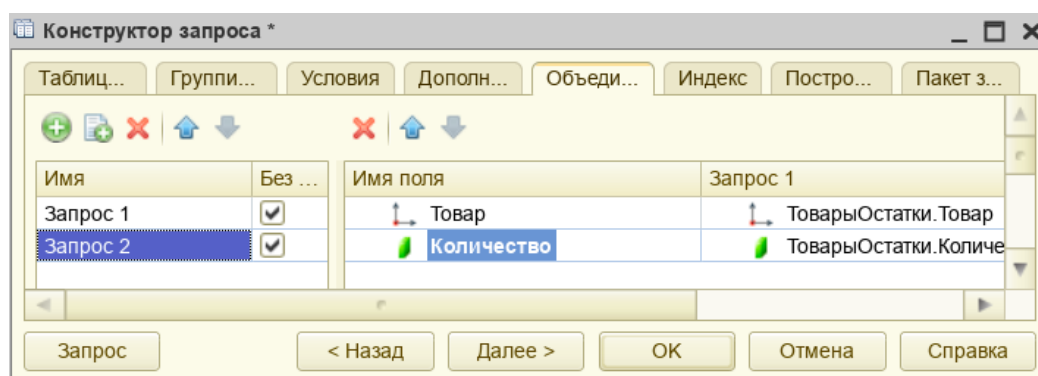 Конструктор запроса *
Таблиц... Группи... Условия Дополн... Объеди... Индекс Постро... Пакет з...
Имя Без ... Имя поля Запрос 1
Запрос 1 Товар ТоварыОстатки.Товар
Запрос 2 Количество ТоварыОстатки.Количе
Запрос < Назад Далее > OK Отмена Справка